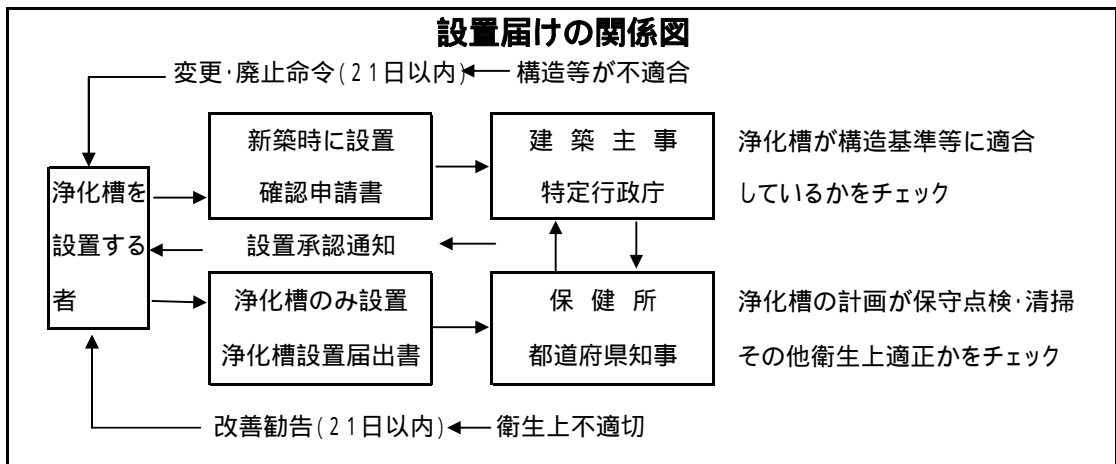 設置届けの関係図
変更・廃止命令(21日以内) 構造等が不適合
新築時に設置
確認申請書
建築主事
特定行政庁
浄化槽が構造基準等に適合
しているかをチェック
浄化槽を
設置する
者
設置承認通知
浄化槽のみ設置
浄化槽設置届出書
保健所
都道府県知事
浄化槽の計画が保守点検・清掃
その他衛生上適正かをチェック
改善勧告(21日以内) 衛生上不適切